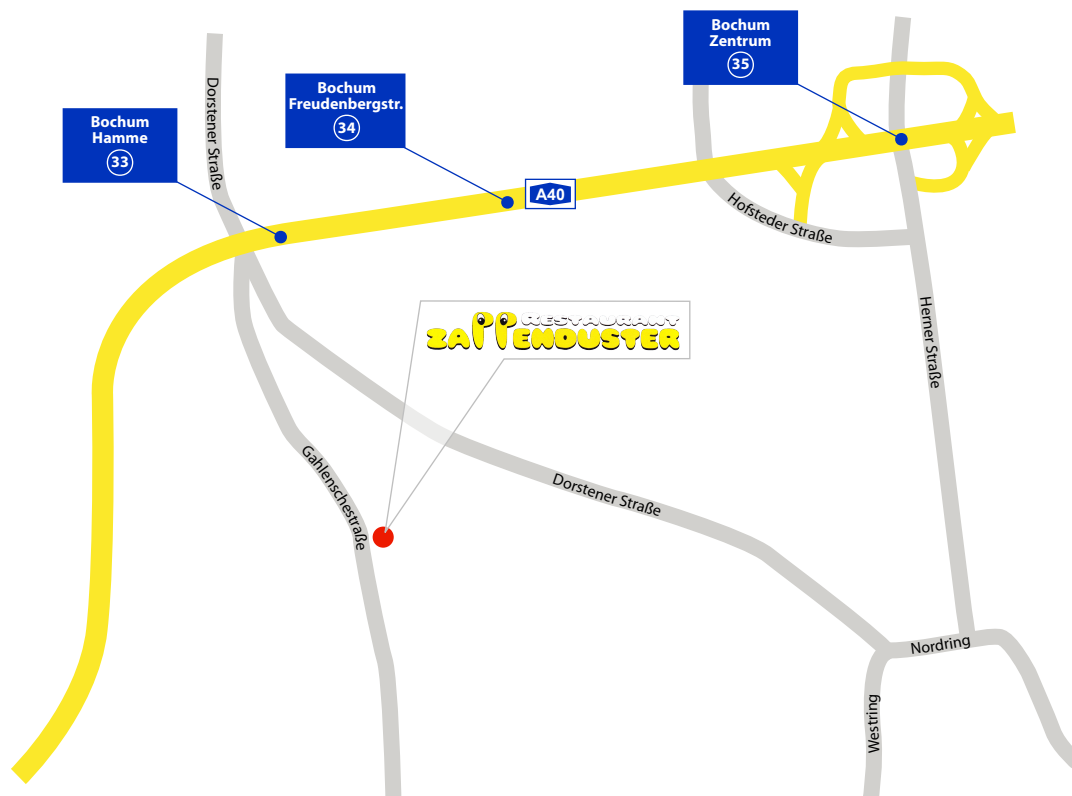 Bochum
Zentrum
35
Bochum
Freudenbergstr.
34
Bochum
Hamme
33
Dorstener Straße
A40
Hofsteder Straße
Herner Straße
RESTAURANT
ZAPPENDUSTER
Gahlenschestraße
Dorstener Straße
Nordring
Westring